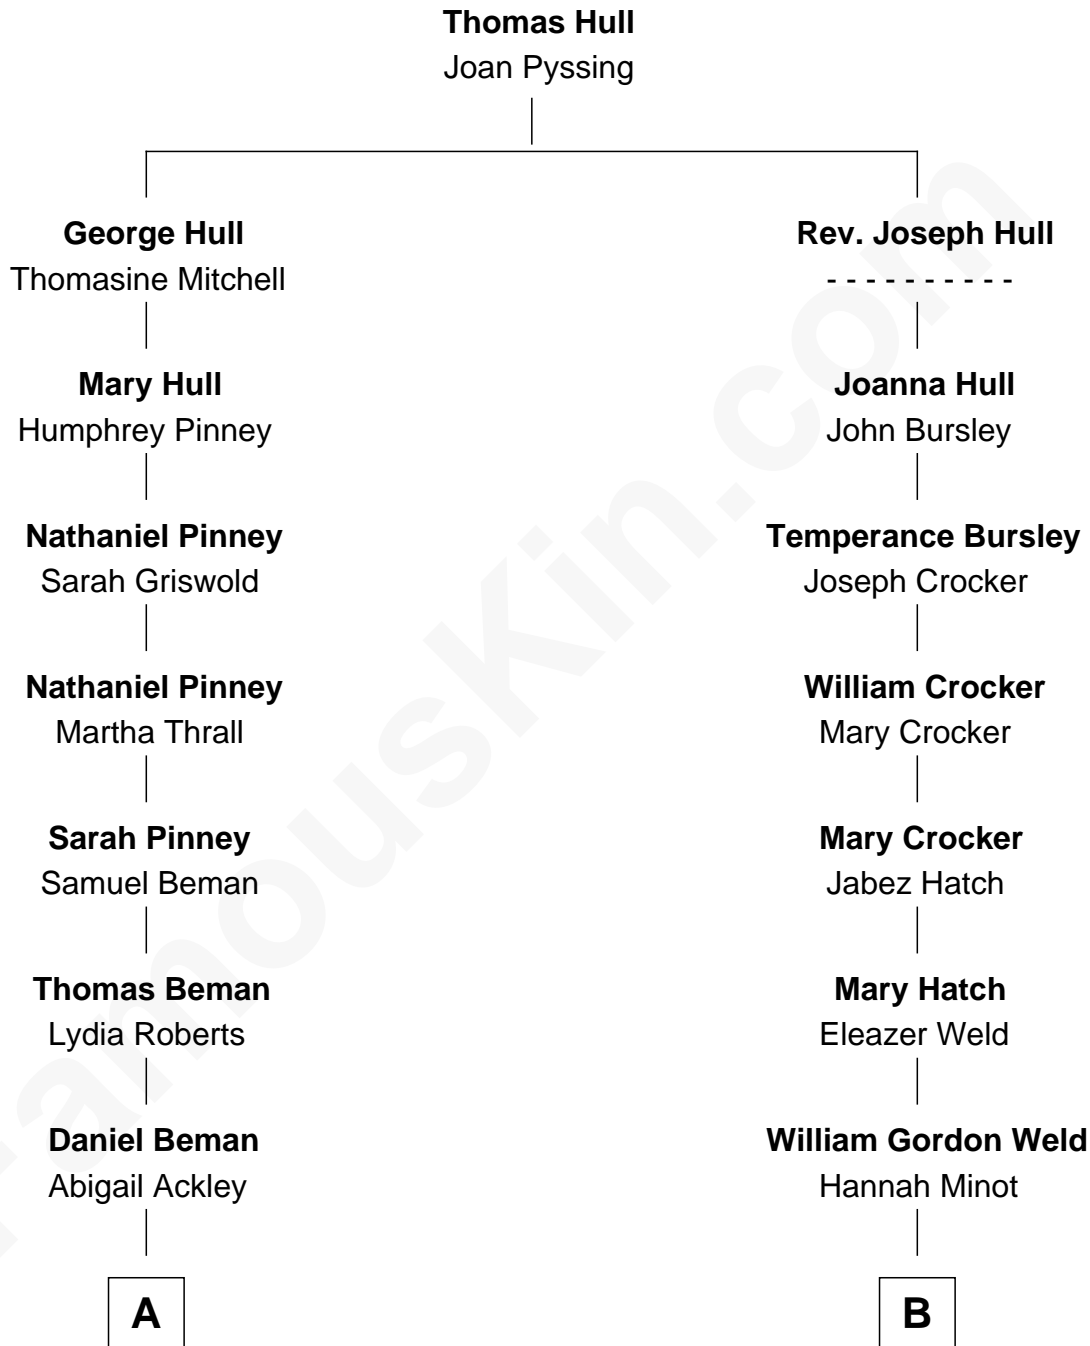 Thomas Hull
Joan Pyssing
George Hull
Thomasine Mitchell
Mary Hull
Humphrey Pinney
Nathaniel Pinney
Sarah Griswold
Nathaniel Pinney
Martha Thrall
Sarah Pinney
Samuel Beman
Thomas Beman
Lydia Roberts
Daniel Beman
Abigail Ackley
A
Rev. Joseph Hull
- - - - - - - - - -
Joanna Hull
John Bursley
Temperance Bursley
Joseph Crocker
William Crocker
Mary Crocker
Mary Crocker
Jabez Hatch
Mary Hatch
Eleazer Weld
William Gordon Weld
Hannah Minot
B
FamousKin.com